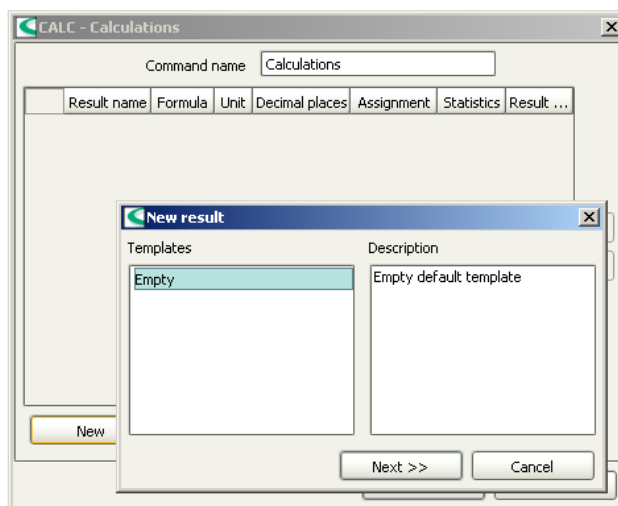 CALC - Calculations
Command name Calculations
Result name Formula Unit Decimal places Assignment Statistics Result ...
New result
Templates Description
Empty Empty default template
New
Next >> Cancel